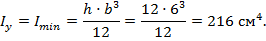 I_y = I_min = h · b³ / 12 = 12 · 6³ / 12 = 216 см⁴.